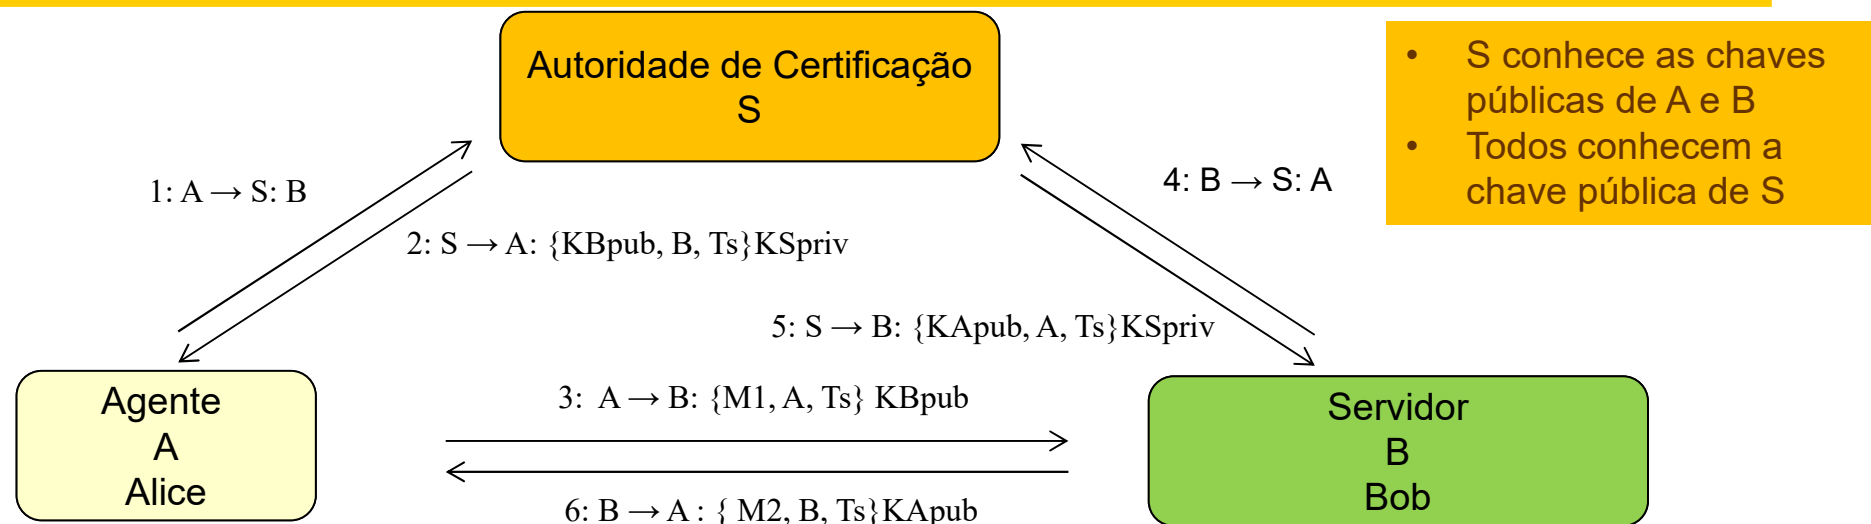 Autoridade de Certificação
S
• S conhece as chaves
públicas de A e B
• Todos conhecem a
chave pública de S
1: A → S: B
4: B → S: A
2: S → A: {KBpub, B, Ts}KSpriv
5: S → B: {KApub, A, Ts}KSpriv
Agente
A
Alice
3: A → B: {M1, A, Ts} KBpub
Servidor
B
Bob
6: B → A : { M2, B, Ts}KApub